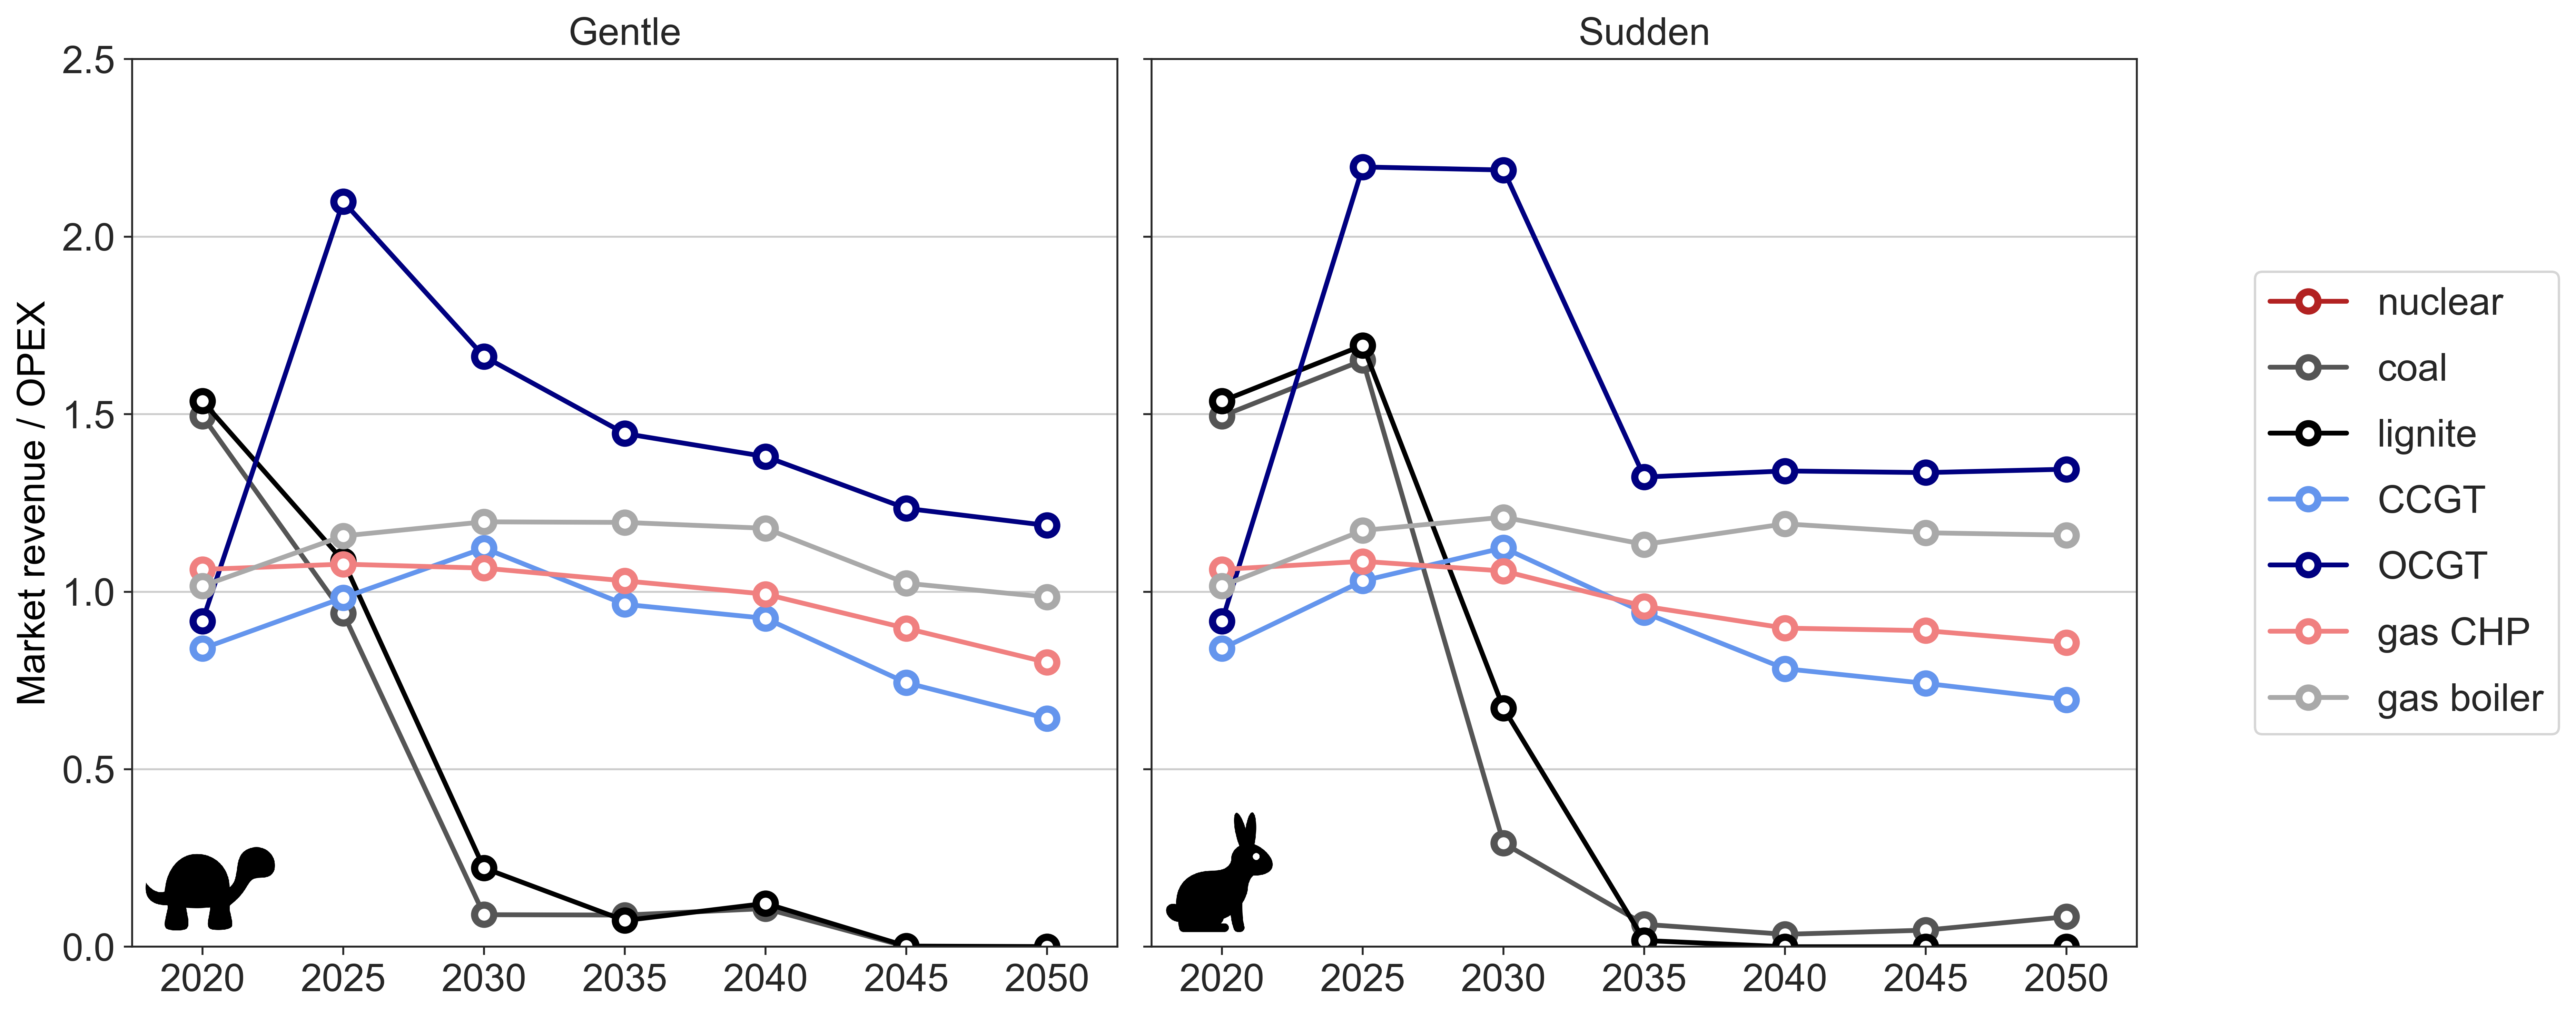 Gentle
Sudden
Market revenue / OPEX
2.5
2.0
1.5
1.0
0.5
0.0
2020 2025 2030 2035 2040 2045 2050
2020 2025 2030 2035 2040 2045 2050
nuclear
coal
lignite
CCGT
OCGT
gas CHP
gas boiler